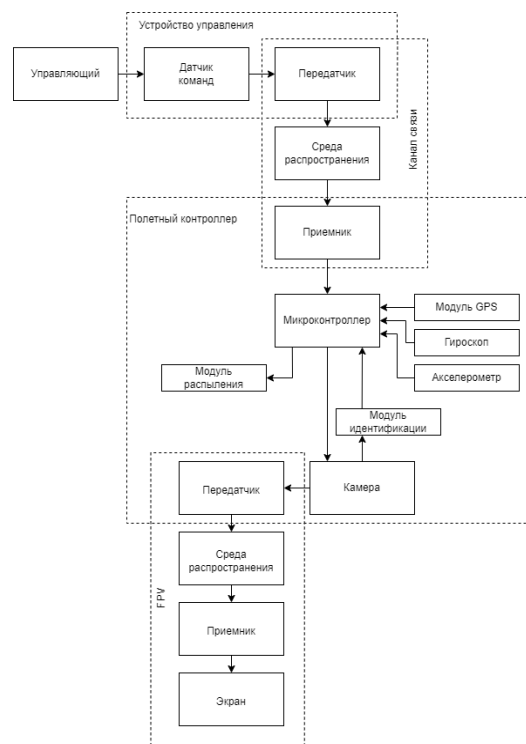 Устройство управления
Управляющий
Датчик
команд
Передатчик
Канал связи
Среда
распространения
Полетный контроллер
Приемник
Микроконтроллер
Модуль GPS
Гироскоп
Акселерометр
Модуль
распыления
Модуль
идентификации
Передатчик
Камера
Среда
распространения
FPV
Приемник
Экран